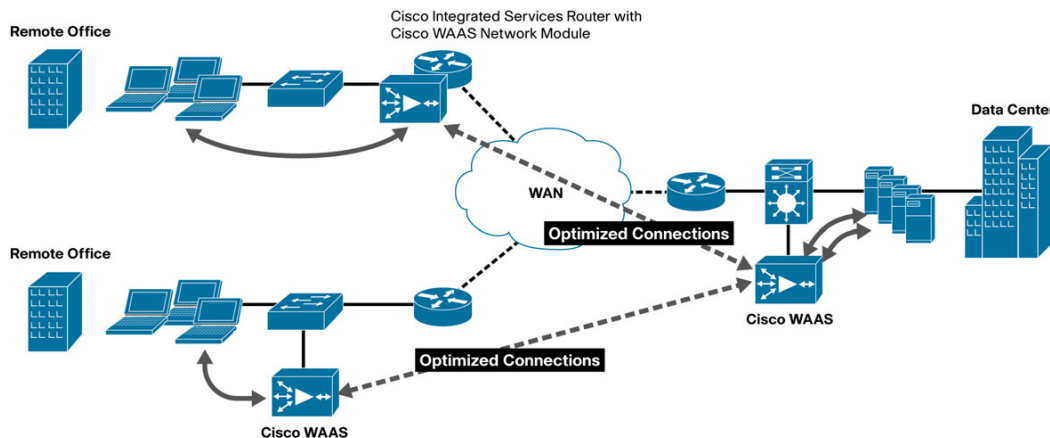 Cisco Integrated Services Router with
Cisco WAAS Network Module
Remote Office
Data Center
WAN
Optimized Connections
Remote Office
Cisco WAAS
Optimized Connections
Cisco WAAS